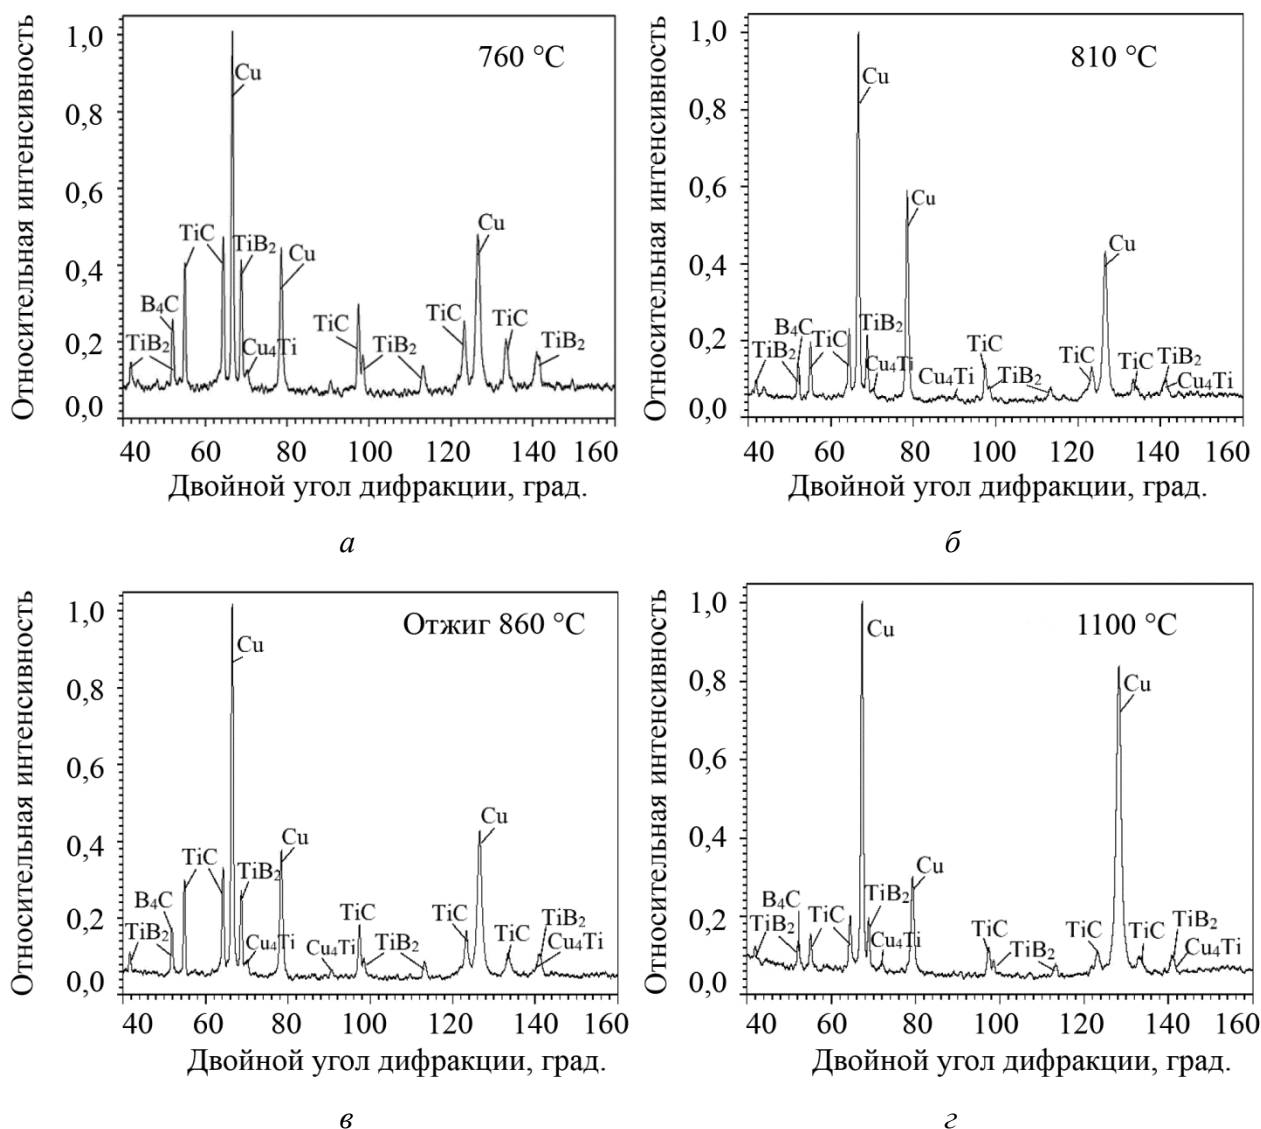 Относительная интенсивность
1,0
0,8
0,6
0,4
0,2
0,0
760 °C
Cu
TiC
TiB₂
Cu
Cu
B₄C
TiB₂
Cu₄Ti
TiC
TiB₂
TiC
TiC
TiB₂
40 60 80 100 120 140 160
Двойной угол дифракции, град.
а
Относительная интенсивность
1,0
0,8
0,6
0,4
0,2
0,0
810 °C
Cu
Cu
Cu
B₄C
TiB₂
TiC
TiB₂
Cu₄Ti
Cu₄Ti
TiC
TiB₂
TiC
TiC
TiB₂
Cu₄Ti
40 60 80 100 120 140 160
Двойной угол дифракции, град.
б
Относительная интенсивность
1,0
0,8
0,6
0,4
0,2
0,0
Отжиг 860 °C
Cu
Cu
Cu
TiC
TiB₂
B₄C
TiB₂
Cu₄Ti
Cu₄Ti
TiC
TiB₂
TiC
TiC
TiB₂
Cu₄Ti
40 60 80 100 120 140 160
Двойной угол дифракции, град.
в
Относительная интенсивность
1,0
0,8
0,6
0,4
0,2
0,0
1100 °C
Cu
Cu
Cu
B₄C
TiB₂
TiC
TiB₂
Cu₄Ti
TiC
TiB₂
TiC
TiC
TiB₂
Cu₄Ti
40 60 80 100 120 140 160
Двойной угол дифракции, град.
г